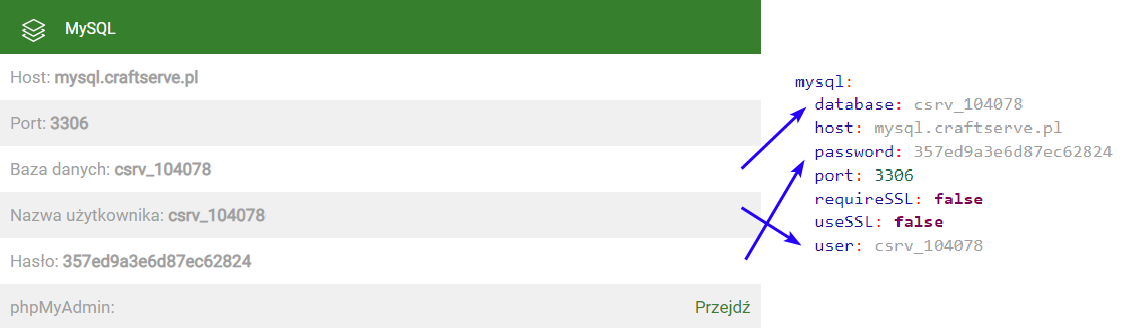 MySQL
Host: mysql.craftserve.pl
Port: 3306
Baza danych: csrv_104078
Nazwa użytkownika: csrv_104078
Hasło: 357ed9a3e6d87ec62824
phpMyAdmin: Przejdź
mysql:
database: csrv_104078
host: mysql.craftserve.pl
password: 357ed9a3e6d87ec62824
port: 3306
requireSSL: false
useSSL: false
user: csrv_104078